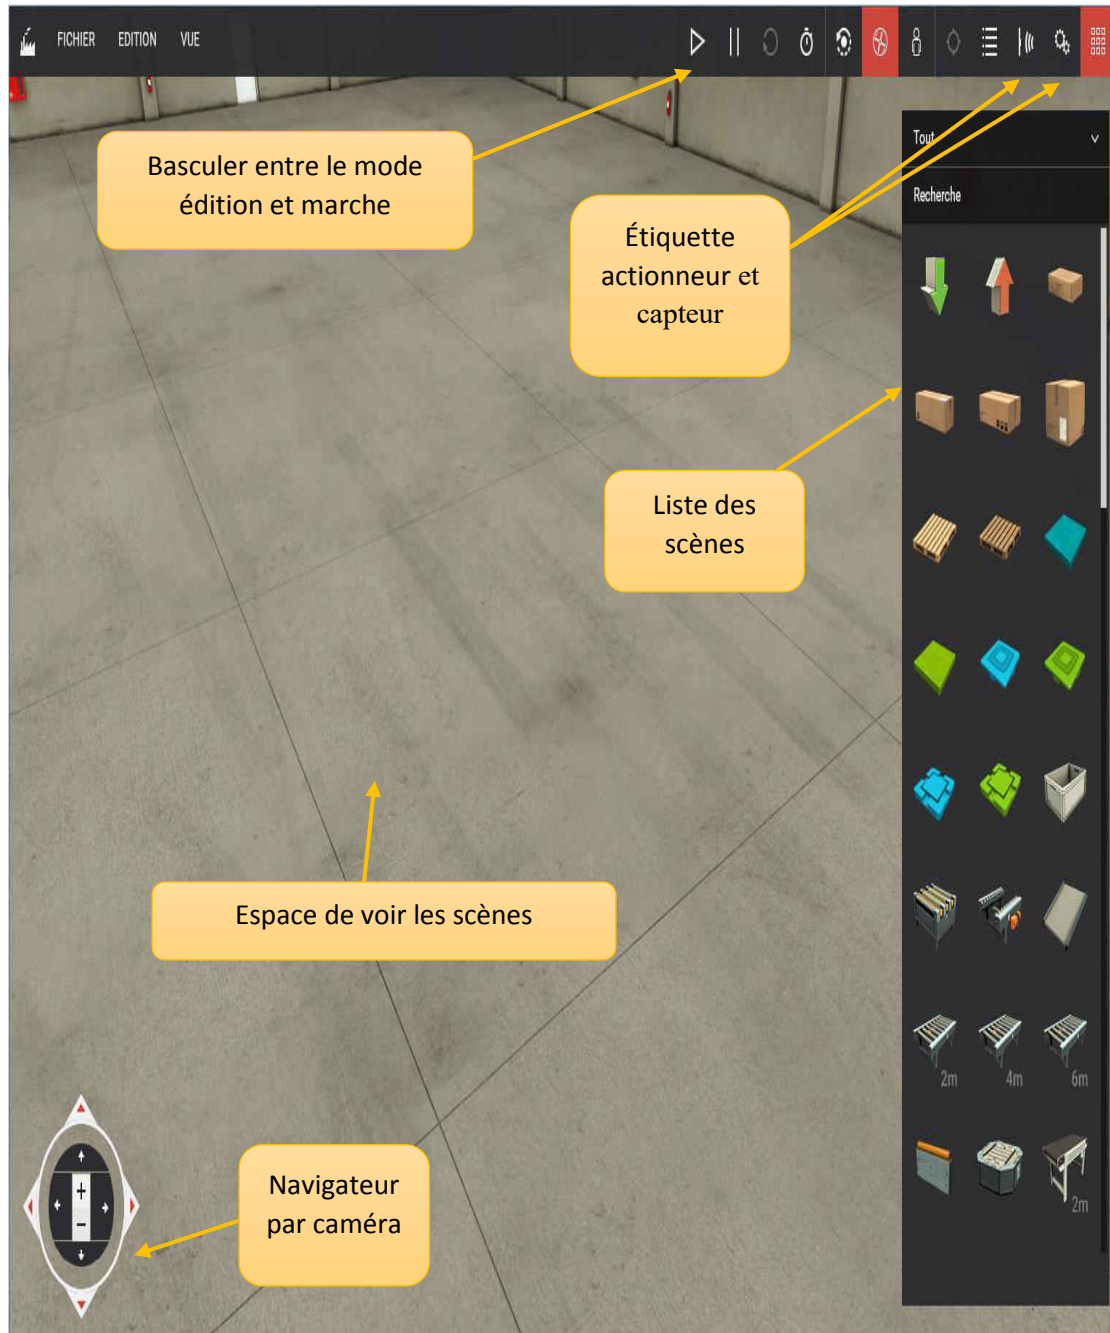 FICHIER EDITION VUE
Basculer entre le mode
édition et marche
Étiquette
actionneur et
capteur
Tout
Recherche
Liste des
scènes
Espace de voir les scènes
2m 4m 6m
Navigateur
par caméra
2m